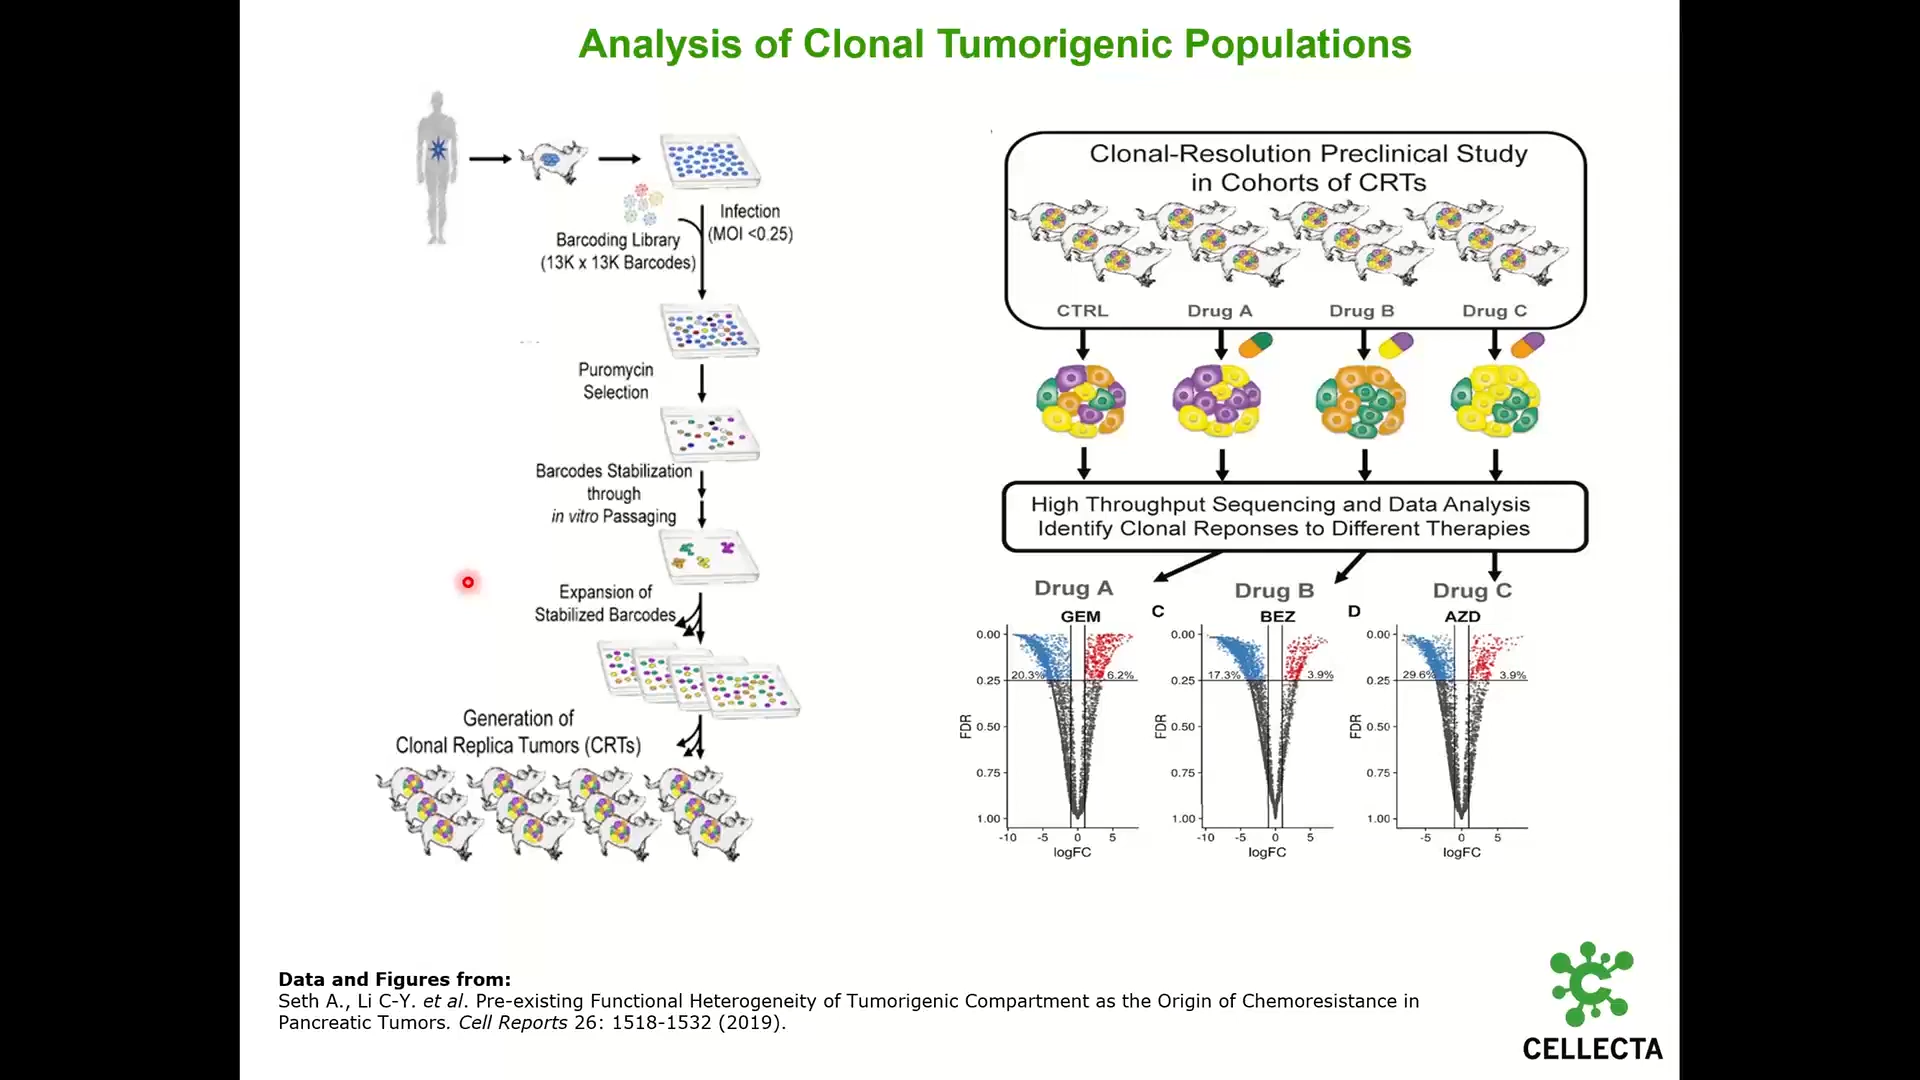 Analysis of Clonal Tumorigenic Populations
Infection
(MOI <0.25)
Barcoding Library
(13K x 13K Barcodes)
Puromycin
Selection
Barcodes Stabilization
through
in vitro Passaging
Expansion of
Stabilized Barcodes
Generation of
Clonal Replica Tumors (CRTs)
Clonal-Resolution Preclinical Study
in Cohorts of CRTs
CTRL
Drug A
Drug B
Drug C
High Throughput Sequencing and Data Analysis
Identify Clonal Reponses to Different Therapies
Drug A
GEM
0.00
0.25
0.50
0.75
1.00
FDR
20.3%
6.2%
-10
-5
0
5
logFC
C
Drug B
BEZ
0.00
0.25
0.50
0.75
1.00
FDR
17.3%
3.9%
-10
-5
0
5
logFC
D
Drug C
AZD
0.00
0.25
0.50
0.75
1.00
FDR
29.6%
3.9%
-5
0
5
logFC
Data and Figures from:
Seth A., Li C-Y. et al. Pre-existing Functional Heterogeneity of Tumorigenic Compartment as the Origin of Chemoresistance in
Pancreatic Tumors. Cell Reports 26: 1518-1532 (2019).
CELLECTA